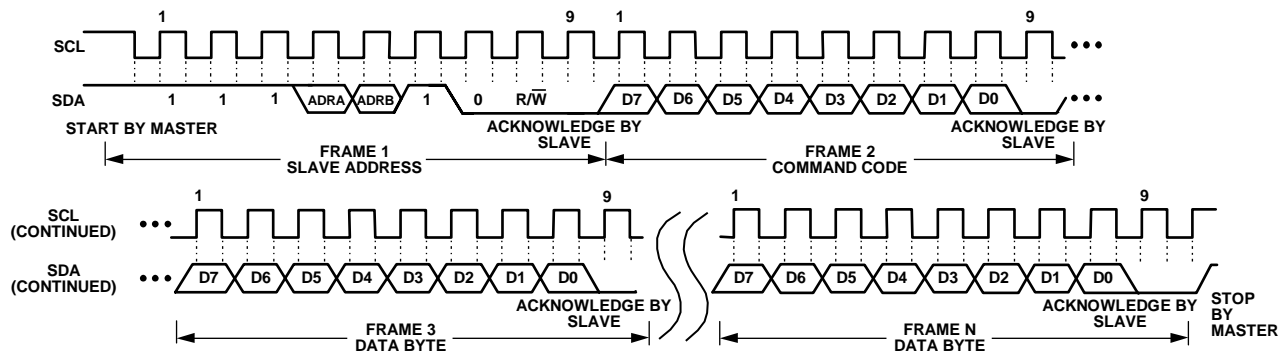 1 9 1 9
SCL
SDA 1 1 1 ADRA ADRB 1 0 R/W̅ D7 D6 D5 D4 D3 D2 D1 D0
START BY MASTER
ACKNOWLEDGE BY
SLAVE
ACKNOWLEDGE BY
SLAVE
FRAME 1
SLAVE ADDRESS
FRAME 2
COMMAND CODE
1 9 1 9
SCL
(CONTINUED)
SDA
(CONTINUED)
D7 D6 D5 D4 D3 D2 D1 D0
D7 D6 D5 D4 D3 D2 D1 D0
ACKNOWLEDGE BY
SLAVE
ACKNOWLEDGE BY
SLAVE
STOP
BY
MASTER
FRAME 3
DATA BYTE
FRAME N
DATA BYTE